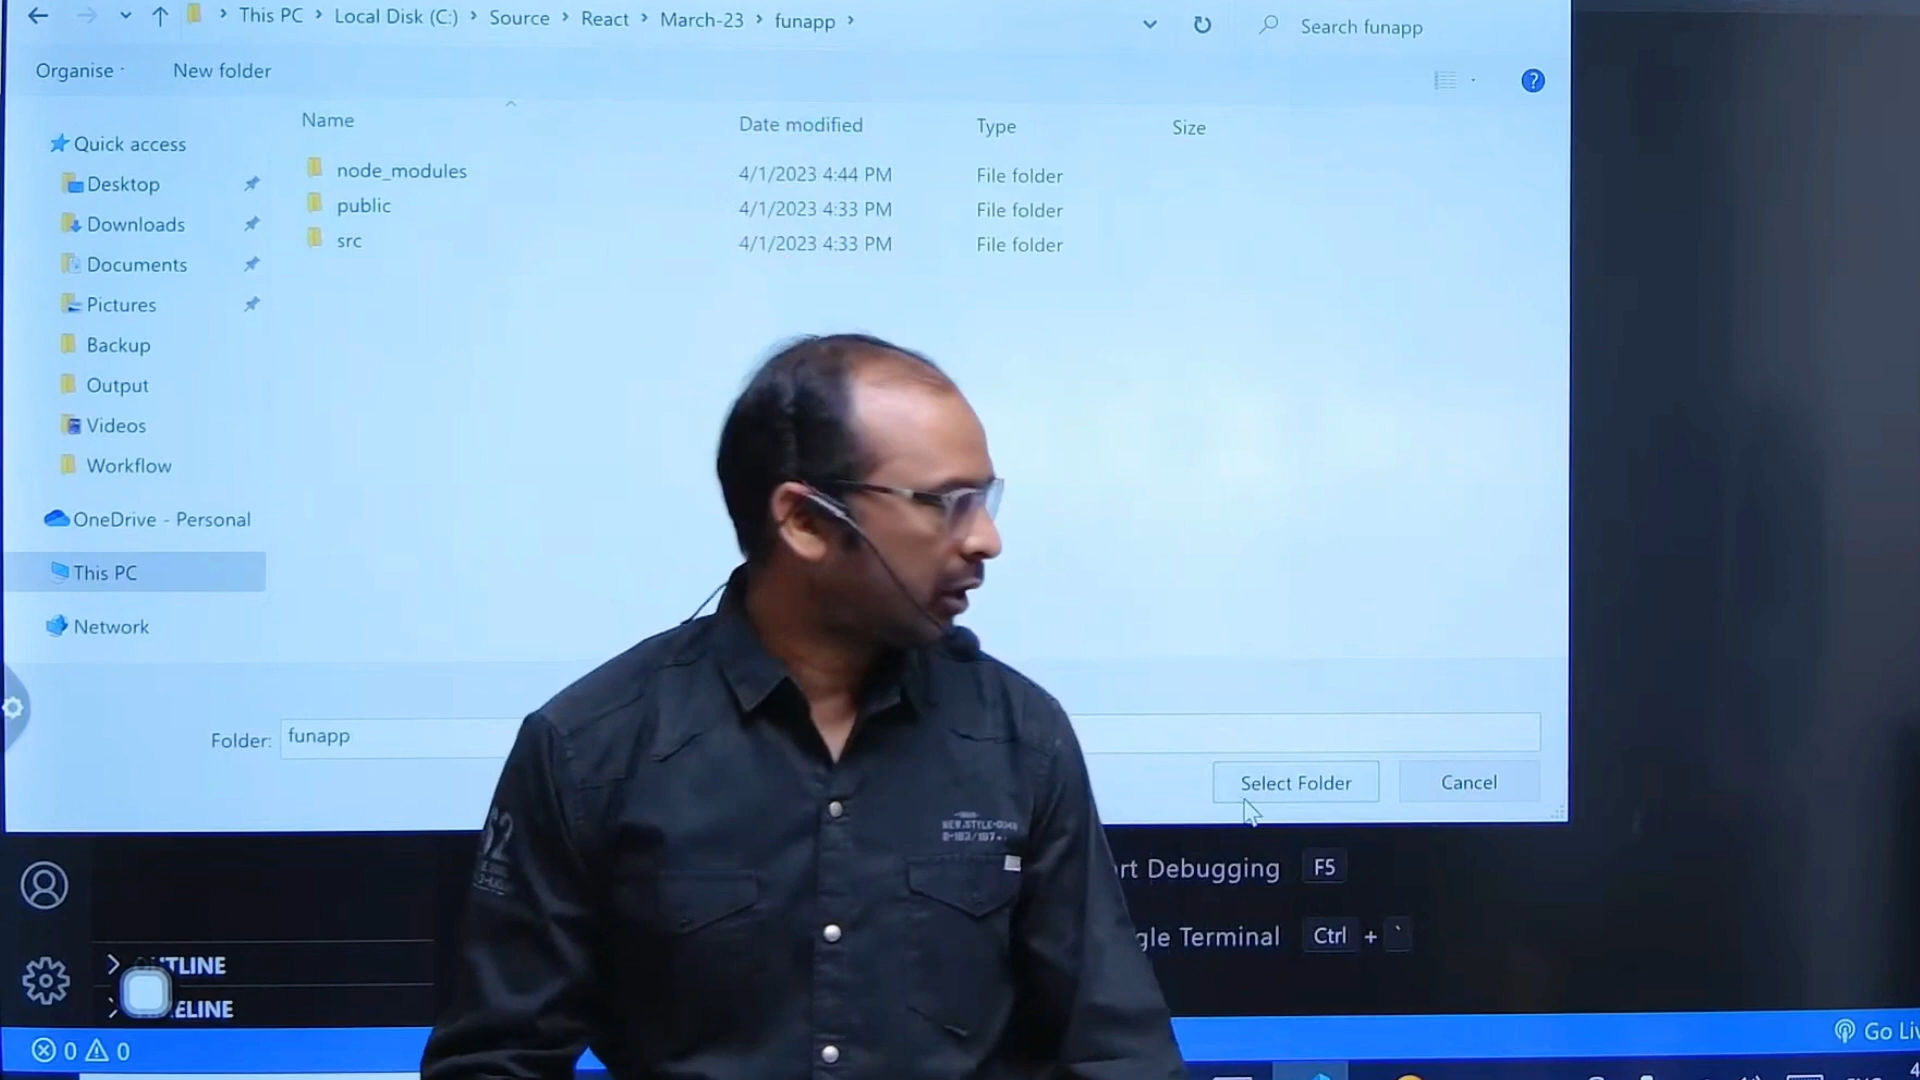 This PC > Local Disk (C:) > Source > React > March-23 > funapp >
Search funapp
Organise
New folder
?
Name
Date modified
Type
Size
Quick access
Desktop
Downloads
Documents
Pictures
Backup
Output
Videos
Workflow
OneDrive - Personal
This PC
Network
node_modules 4/1/2023 4:44 PM File folder
public 4/1/2023 4:33 PM File folder
src 4/1/2023 4:33 PM File folder
Folder: funapp
Select Folder
Cancel
NEW.STYLE
rt Debugging F5
gle Terminal Ctrl + `
TLINE
ELINE
0 0
Go Liv